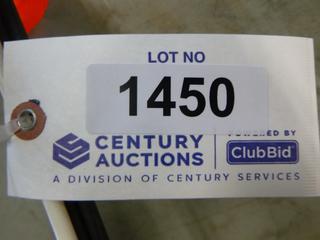 LOT NO
1450
CENTURY
AUCTIONS
POWERED BY
ClubBid
A DIVISION OF CENTURY SERVICES